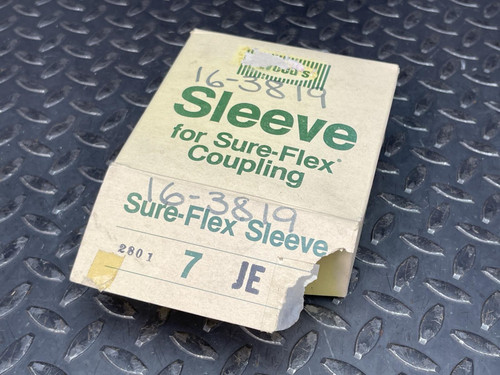 16-3819
Sleeve
for Sure-Flex®
Coupling
16-3819
Sure-Flex Sleeve
2801 7 JE